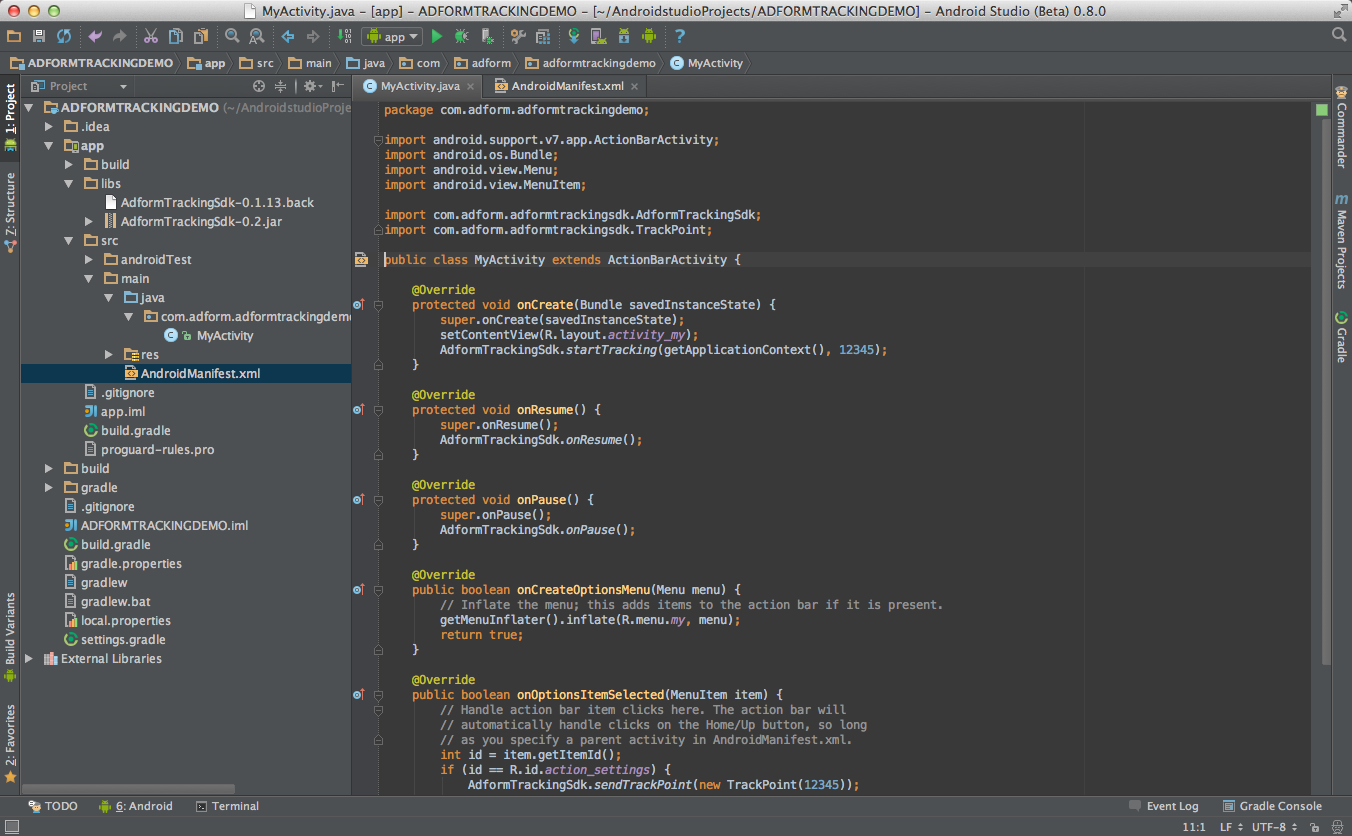 MyActivity.java - [app] - ADFORMTRACKINGDEMO - [~/AndroidstudioProjects/ADFORMTRACKINGDEMO] - Android Studio (Beta) 0.8.0
app
ADFORMTRACKINGDEMO app src main java com adform adformtrackingdemo MyActivity
1: Project
Z: Structure
Build Variants
2: Favorites
Project
ADFORMTRACKINGDEMO (~/AndroidstudioProje
.idea
app
build
libs
AdformTrackingSdk-0.1.13.back
AdformTrackingSdk-0.2.jar
src
androidTest
main
java
com.adform.adformtrackingdemo
MyActivity
res
AndroidManifest.xml
.gitignore
app.iml
build.gradle
proguard-rules.pro
build
gradle
.gitignore
ADFORMTRACKINGDEMO.iml
build.gradle
gradle.properties
gradlew
gradlew.bat
local.properties
settings.gradle
External Libraries
MyActivity.java AndroidManifest.xml
package com.adform.adformtrackingdemo;
import android.support.v7.app.ActionBarActivity;
import android.os.Bundle;
import android.view.Menu;
import android.view.MenuItem;
import com.adform.adformtrackingsdk.AdformTrackingSdk;
import com.adform.adformtrackingsdk.TrackPoint;
public class MyActivity extends ActionBarActivity {
@Override
protected void onCreate(Bundle savedInstanceState) {
super.onCreate(savedInstanceState);
setContentView(R.layout.activity_my);
AdformTrackingSdk.startTracking(getApplicationContext(), 12345);
}
@Override
protected void onResume() {
super.onResume();
AdformTrackingSdk.onResume();
}
@Override
protected void onPause() {
super.onPause();
AdformTrackingSdk.onPause();
}
@Override
public boolean onCreateOptionsMenu(Menu menu) {
// Inflate the menu; this adds items to the action bar if it is present.
getMenuInflater().inflate(R.menu.my, menu);
return true;
}
@Override
public boolean onOptionsItemSelected(MenuItem item) {
// Handle action bar item clicks here. The action bar will
// automatically handle clicks on the Home/Up button, so long
// as you specify a parent activity in AndroidManifest.xml.
int id = item.getItemId();
if (id == R.id.action_settings) {
AdformTrackingSdk.sendTrackPoint(new TrackPoint(12345));
Commander
Maven Projects
Gradle
TODO 6: Android Terminal Event Log Gradle Console
11:1 LF UTF-8